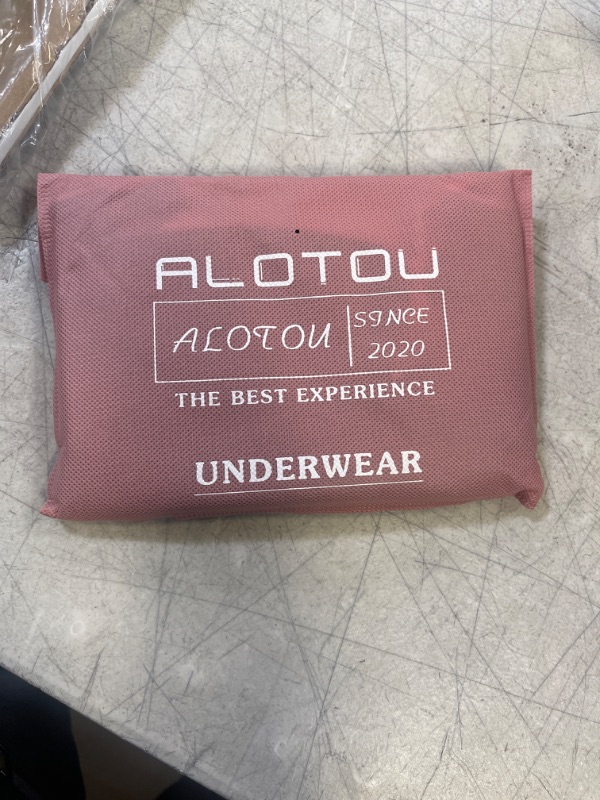 ALOTOU
ALOTOU
SINCE
2020
THE BEST EXPERIENCE
UNDERWEAR